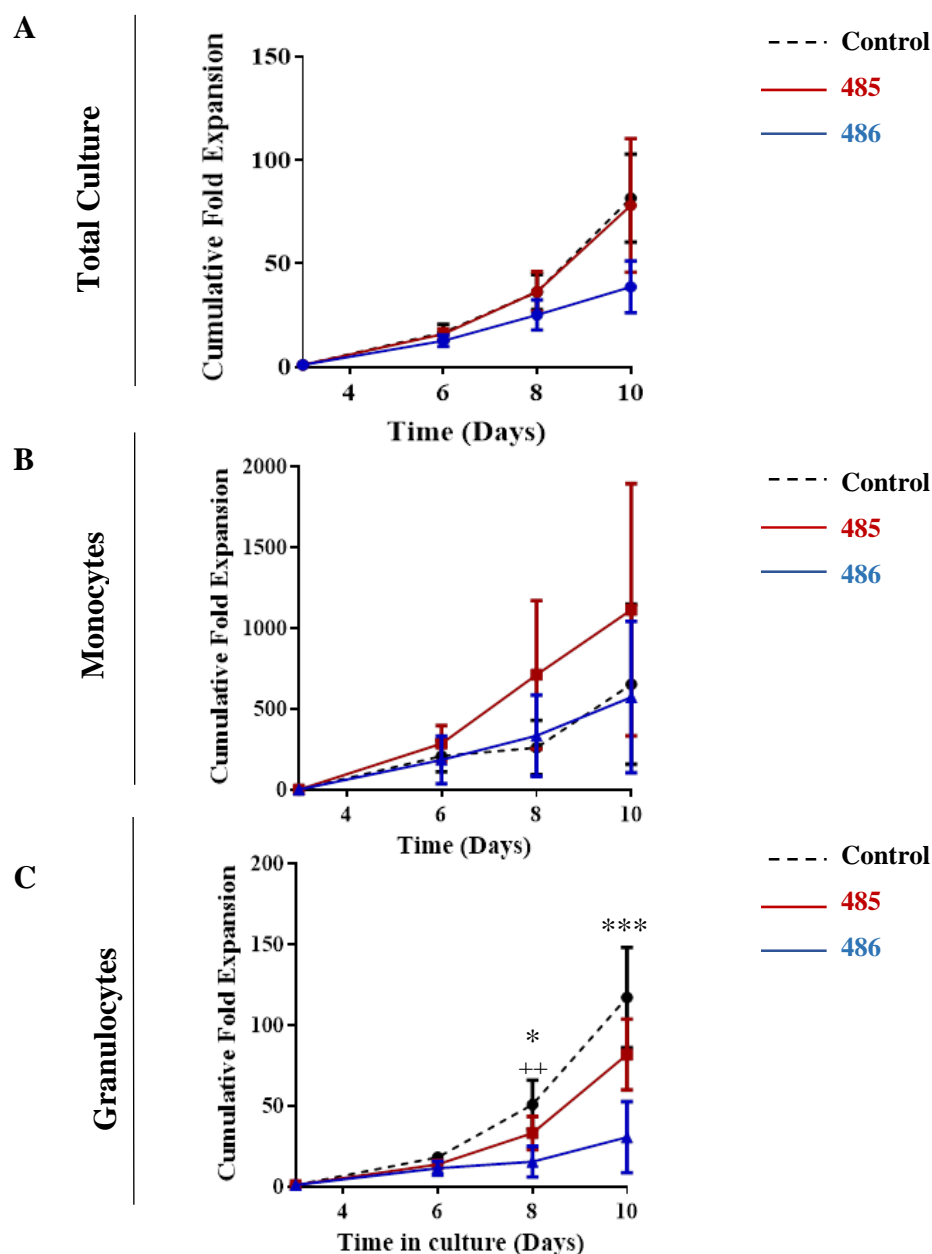 A
Total Culture
Cumulative Fold Expansion
150
100
50
0
4 6 8 10
Time (Days)
Control
485
486
B
Monocytes
Cumulative Fold Expansion
2000
1500
1000
500
0
4 6 8 10
Time (Days)
Control
485
486
C
Granulocytes
Cumulative Fold Expansion
200
150
100
50
0
*
++
***
4 6 8 10
Time in culture (Days)
Control
485
486